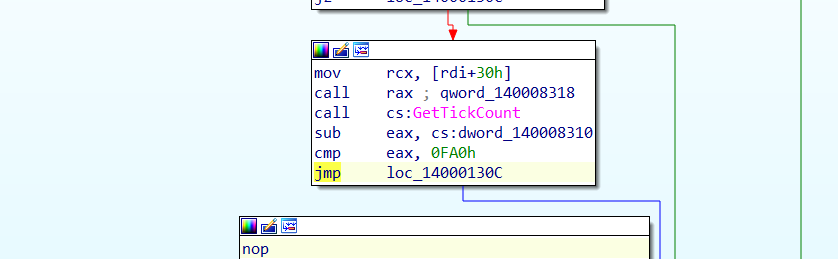 jz loc_14000130C
mov rcx, [rdi+30h]
call rax ; qword_140008318
call cs:GetTickCount
sub eax, cs:dword_140008310
cmp eax, 0FA0h
jmp loc_14000130C
nop